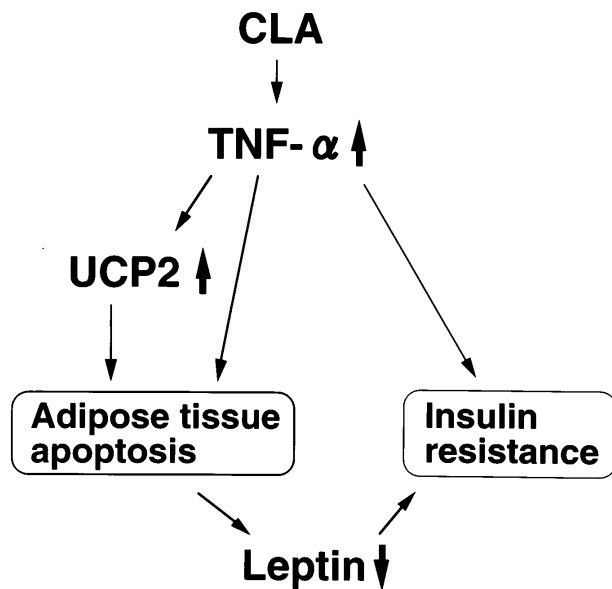 CLA
TNF-α
UCP2
Adipose tissue
apoptosis
Insulin
resistance
Leptin